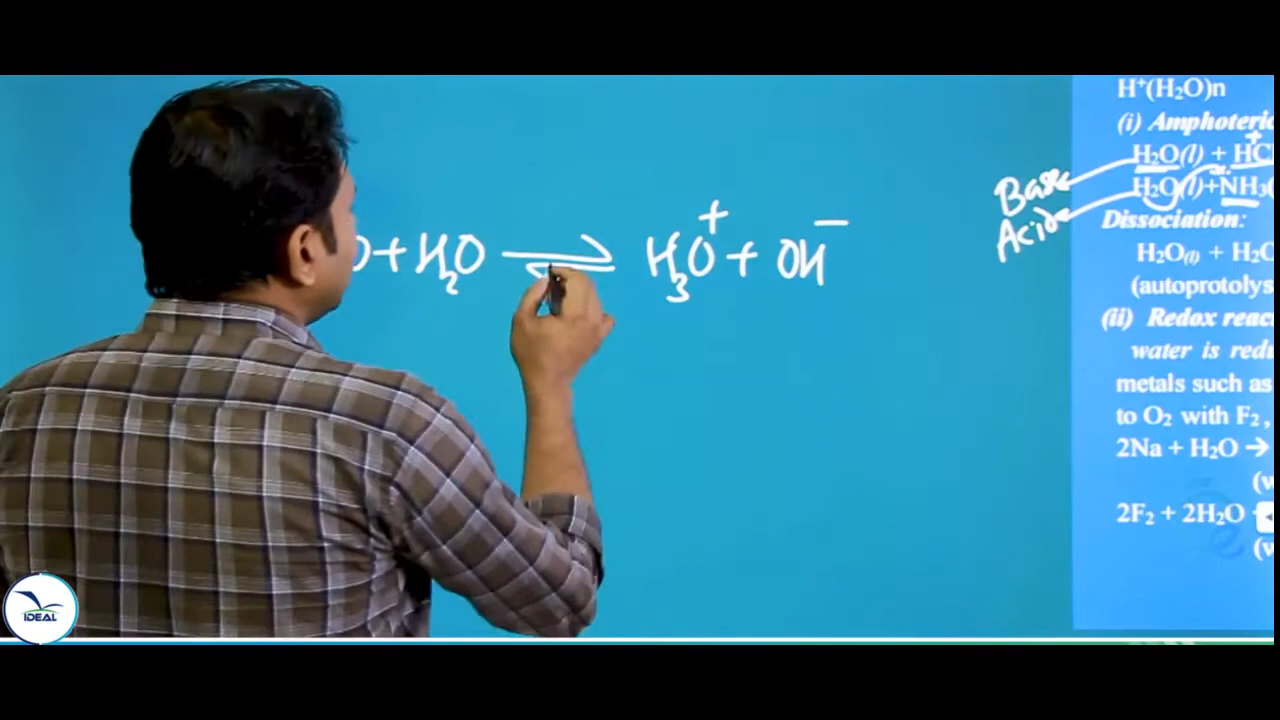 O + H₂O ⇌ H₃O⁺ + OH⁻
Base
Acid
H⁺(H₂O)n
(i) Amphoteric
H₂O(l) + HCl
H₂O(l)+NH₃(
Dissociation:
H₂O(l) + H₂O
(autoprotolys
(ii) Redox reac
water is redu
metals such as
to O₂ with F₂,
2Na + H₂O →
2F₂ + 2H₂O
IDEAL